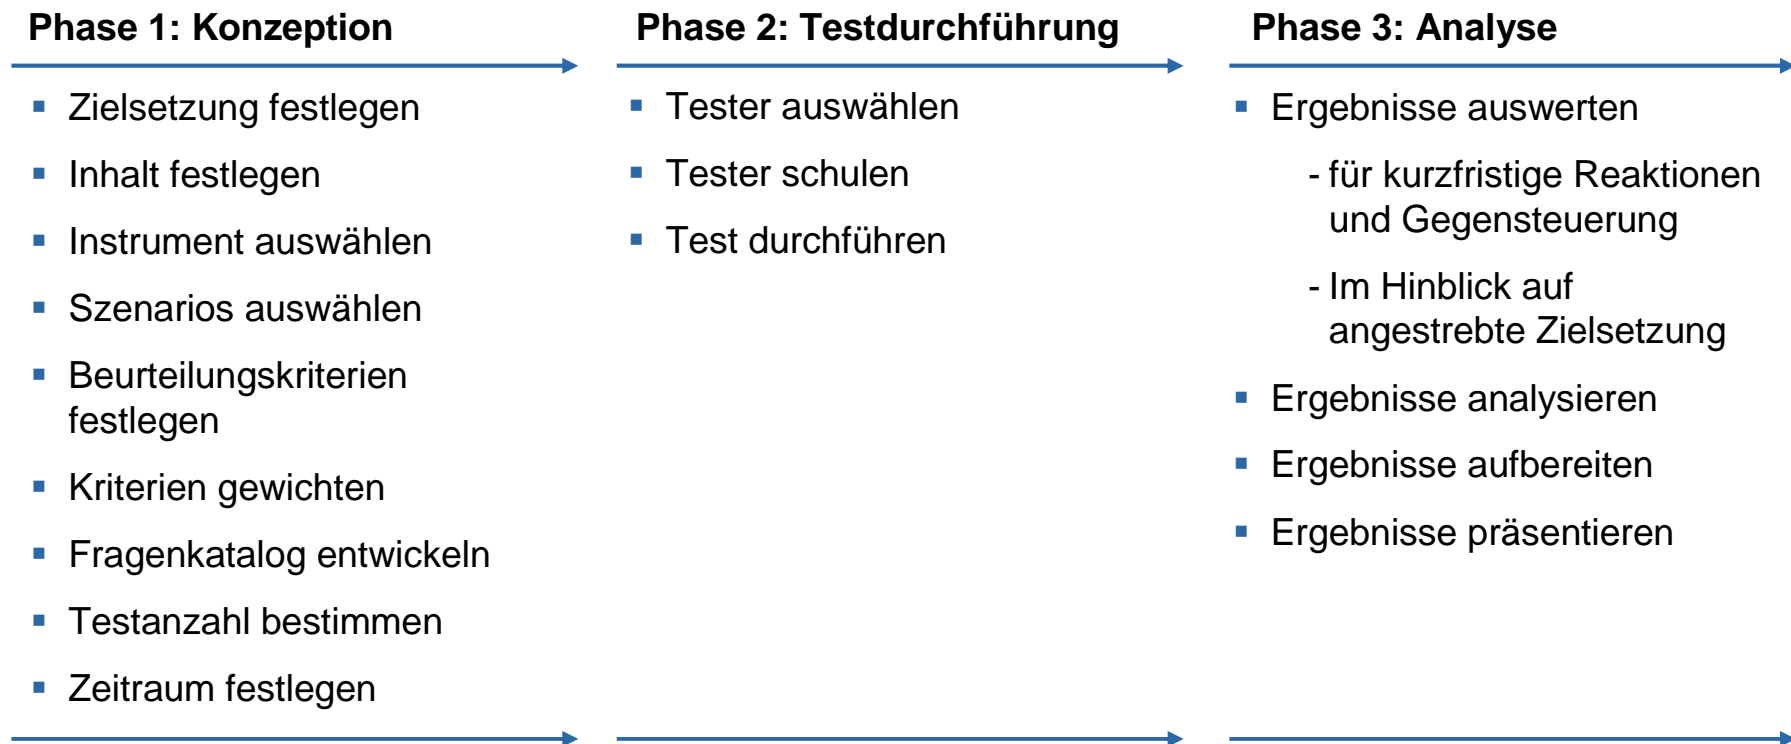 Phase 1: Konzeption
▪ Zielsetzung festlegen
▪ Inhalt festlegen
▪ Instrument auswählen
▪ Szenarios auswählen
▪ Beurteilungskriterien
festlegen
▪ Kriterien gewichten
▪ Fragenkatalog entwickeln
▪ Testanzahl bestimmen
▪ Zeitraum festlegen
Phase 2: Testdurchführung
▪ Tester auswählen
▪ Tester schulen
▪ Test durchführen
Phase 3: Analyse
▪ Ergebnisse auswerten
- für kurzfristige Reaktionen
und Gegensteuerung
- Im Hinblick auf
angestrebte Zielsetzung
▪ Ergebnisse analysieren
▪ Ergebnisse aufbereiten
▪ Ergebnisse präsentieren